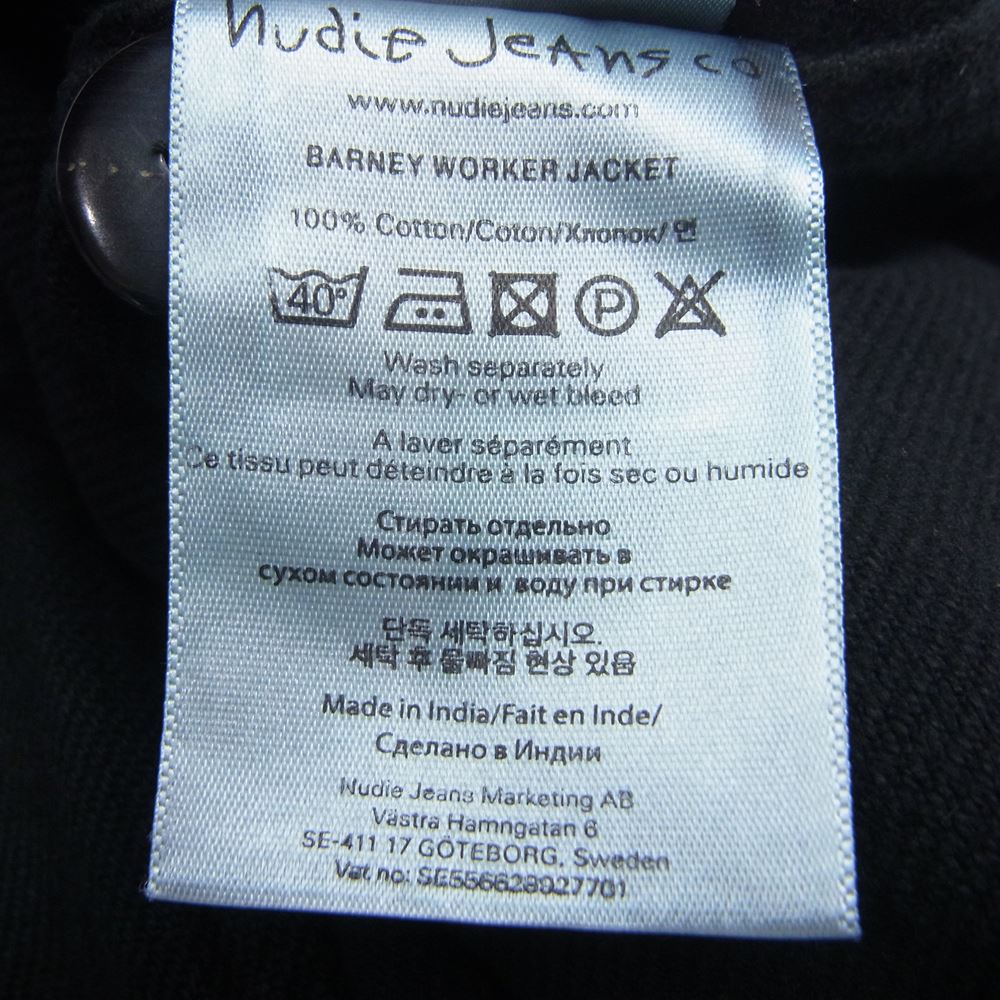 Nudie Jeans co
www.nudiejeans.com
BARNEY WORKER JACKET
100% Cotton/Coton/Хлопок/면
40° P
Wash separately
May dry- or wet bleed
A laver séparément
Ce tissu peut déteindre à la fois sec ou humide
Стирать отдельно
Может окрашивать в
сухом состоянии и воду при стирке
단독 세탁하십시오.
세탁 후 물빠짐 현상 있음
Made in India/Fait en Inde/
Сделано в Индии
Nudie Jeans Marketing AB
Västra Hamngatan 6
SE-411 17 GÖTEBORG, Sweden
Vat no: SE556628027701